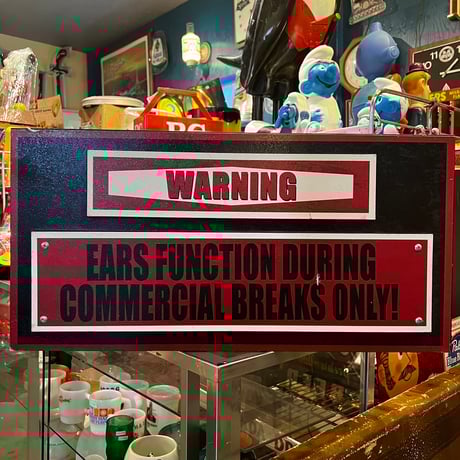 WARNING
EARS FUNCTION DURING
COMMERCIAL BREAKS ONLY!